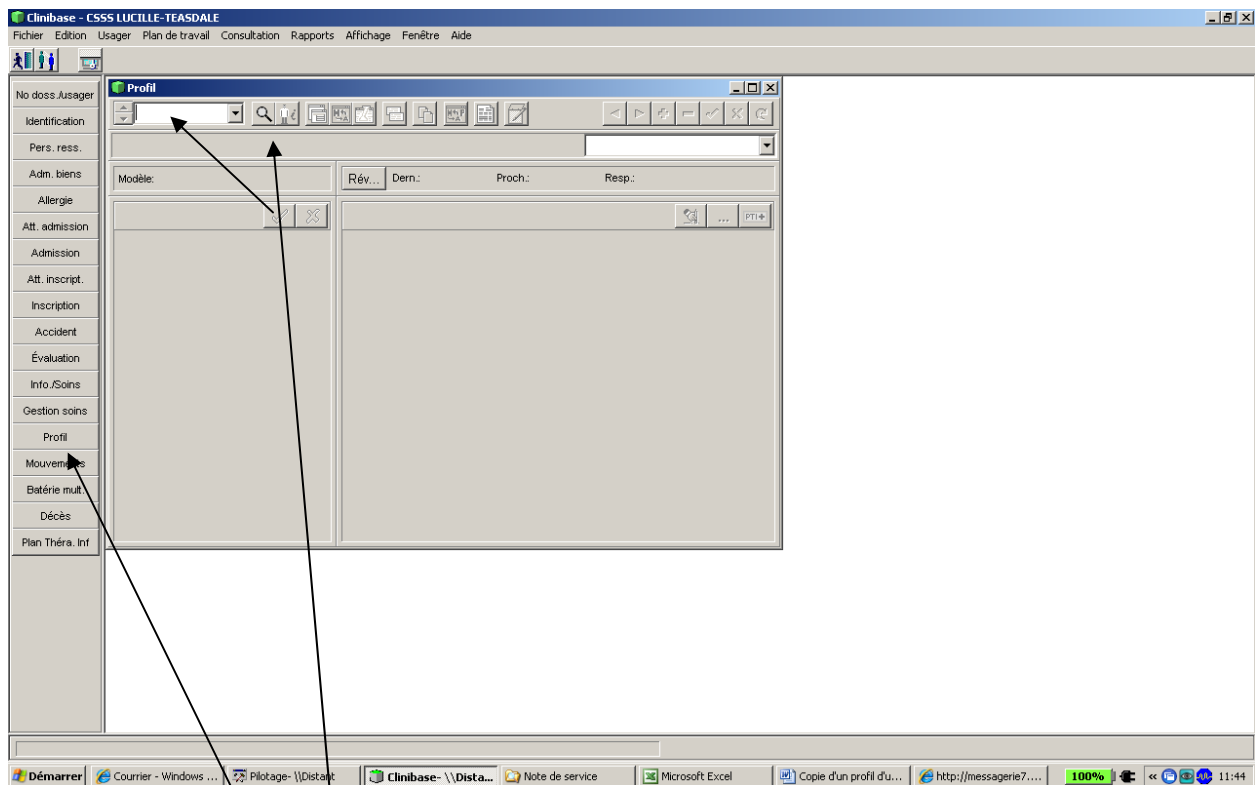 Clinibase - CSSS LUCILLE-TEASDALE
Fichier Edition Usager Plan de travail Consultation Rapports Affichage Fenêtre Aide
No doss./usager
Identification
Pers. ress.
Adm. biens
Allergie
Att. admission
Admission
Att. inscript.
Inscription
Accident
Évaluation
Info./Soins
Gestion soins
Profil
Mouvements
Batérie mult.
Décès
Plan Théra. Inf
Profil
Modèle:
Rév... Dern.: Proch.: Resp.:
... PTI+
Démarrer Courrier - Windows ... Pilotage- \\Distant Clinibase- \\Dista... Note de service Microsoft Excel Copie d'un profil d'u... http://messagerie7.... 100% « 11:44